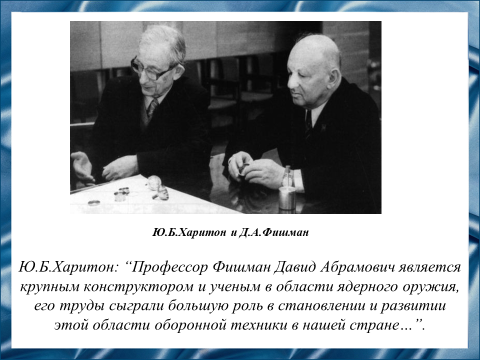 Ю.Б.Харитон и Д.А.Фишман
Ю.Б.Харитон: “Профессор Фишман Давид Абрамович является
крупным конструктором и ученым в области ядерного оружия,
его труды сыграли большую роль в становлении и развитии
этой области оборонной техники в нашей стране…”.